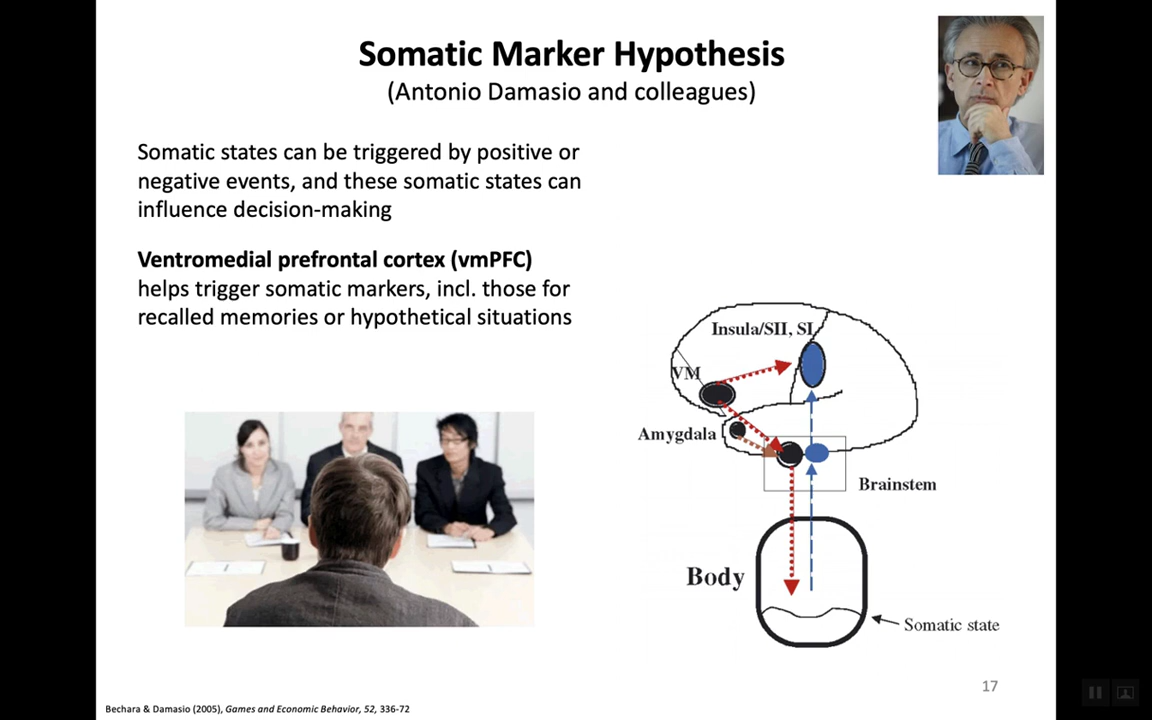 Somatic Marker Hypothesis
(Antonio Damasio and colleagues)
Somatic states can be triggered by positive or
negative events, and these somatic states can
influence decision-making
Ventromedial prefrontal cortex (vmPFC)
helps trigger somatic markers, incl. those for
recalled memories or hypothetical situations
Insula/SII, SI
VM
Amygdala
Brainstem
Body
Somatic state
17
Bechara & Damasio (2005), Games and Economic Behavior, 52, 336-72